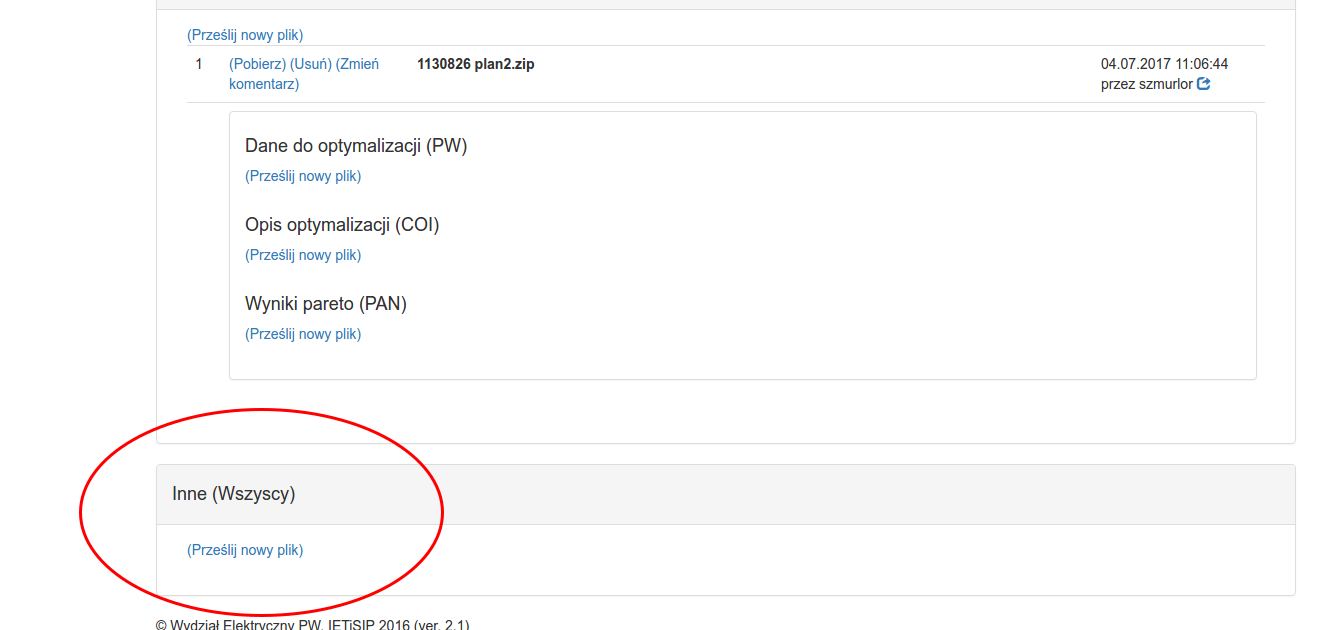 (Prześlij nowy plik)
1 (Pobierz) (Usuń) (Zmień komentarz) 1130826 plan2.zip 04.07.2017 11:06:44 przez szmurlor
Dane do optymalizacji (PW)
(Prześlij nowy plik)
Opis optymalizacji (COI)
(Prześlij nowy plik)
Wyniki pareto (PAN)
(Prześlij nowy plik)
Inne (Wszyscy)
(Prześlij nowy plik)
© Wydział Elektryczny PW, IETiSIP 2016 (ver. 2.1)